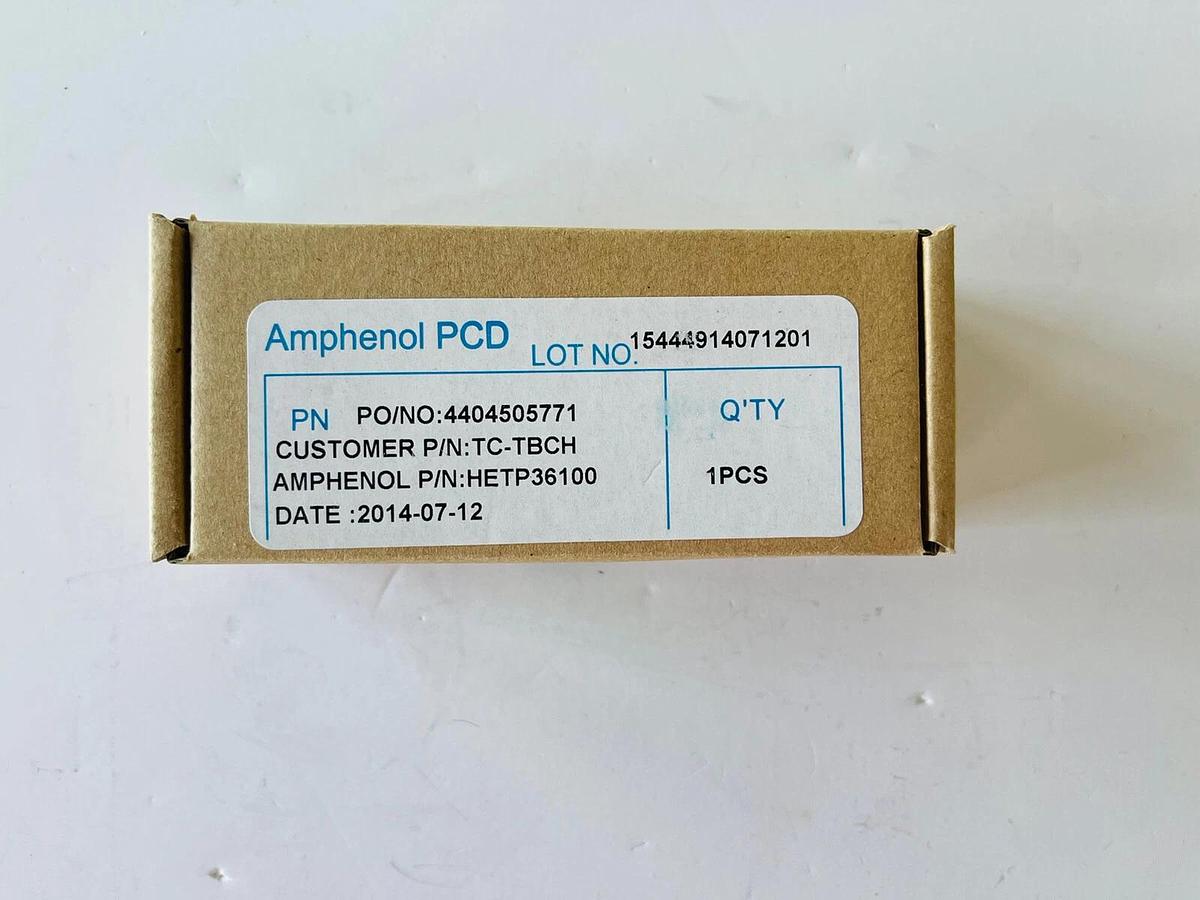 Amphenol PCD
LOT NO. 15444914071201
PN PO/NO:4404505771
CUSTOMER P/N:TC-TBCH
AMPHENOL P/N:HETP36100
DATE :2014-07-12
Q'TY
1PCS